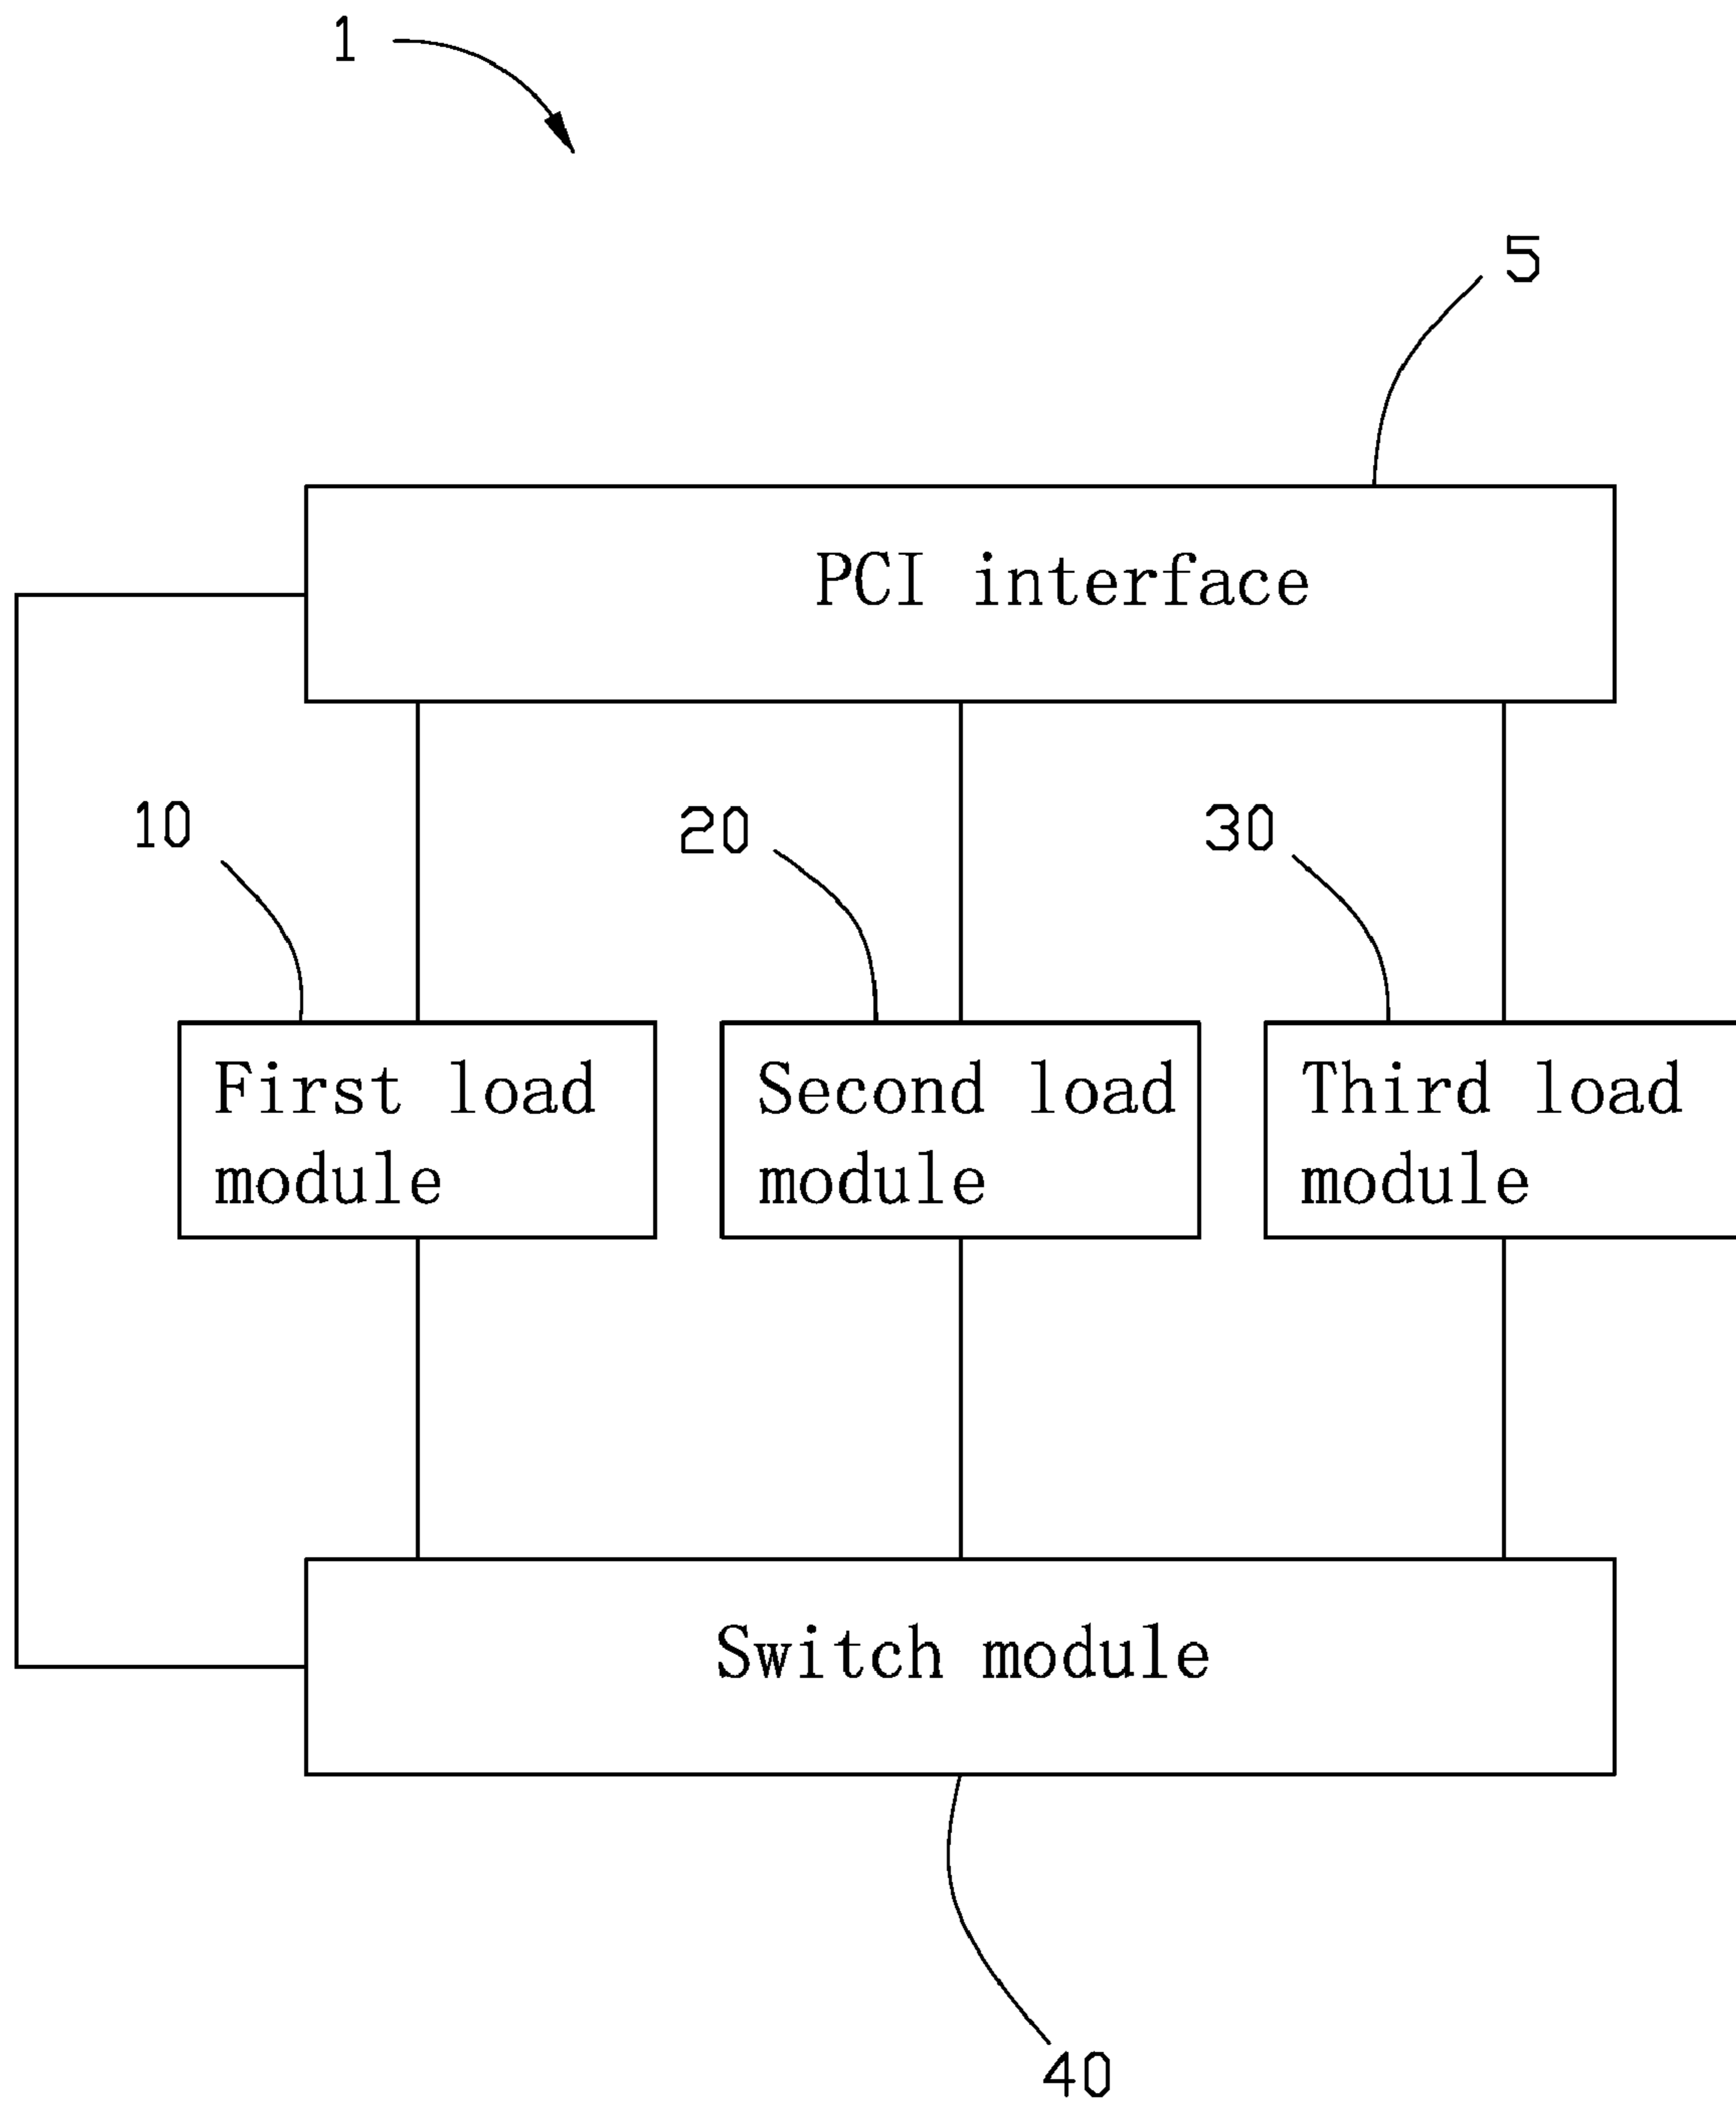 1
5
PCI interface
10
20
30
First load
module
Second load
module
Third load
module
Switch module
40